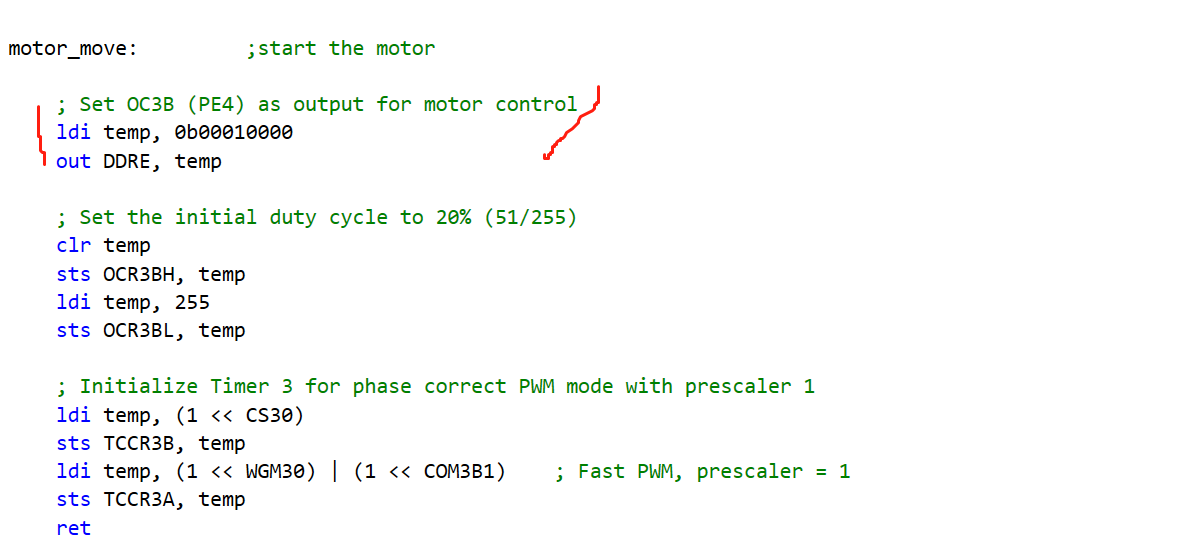 motor_move:         ;start the motor
; Set OC3B (PE4) as output for motor control
ldi temp, 0b00010000
out DDRE, temp
; Set the initial duty cycle to 20% (51/255)
clr temp
sts OCR3BH, temp
ldi temp, 255
sts OCR3BL, temp
; Initialize Timer 3 for phase correct PWM mode with prescaler 1
ldi temp, (1 << CS30)
sts TCCR3B, temp
ldi temp, (1 << WGM30) | (1 << COM3B1)    ; Fast PWM, prescaler = 1
sts TCCR3A, temp
ret